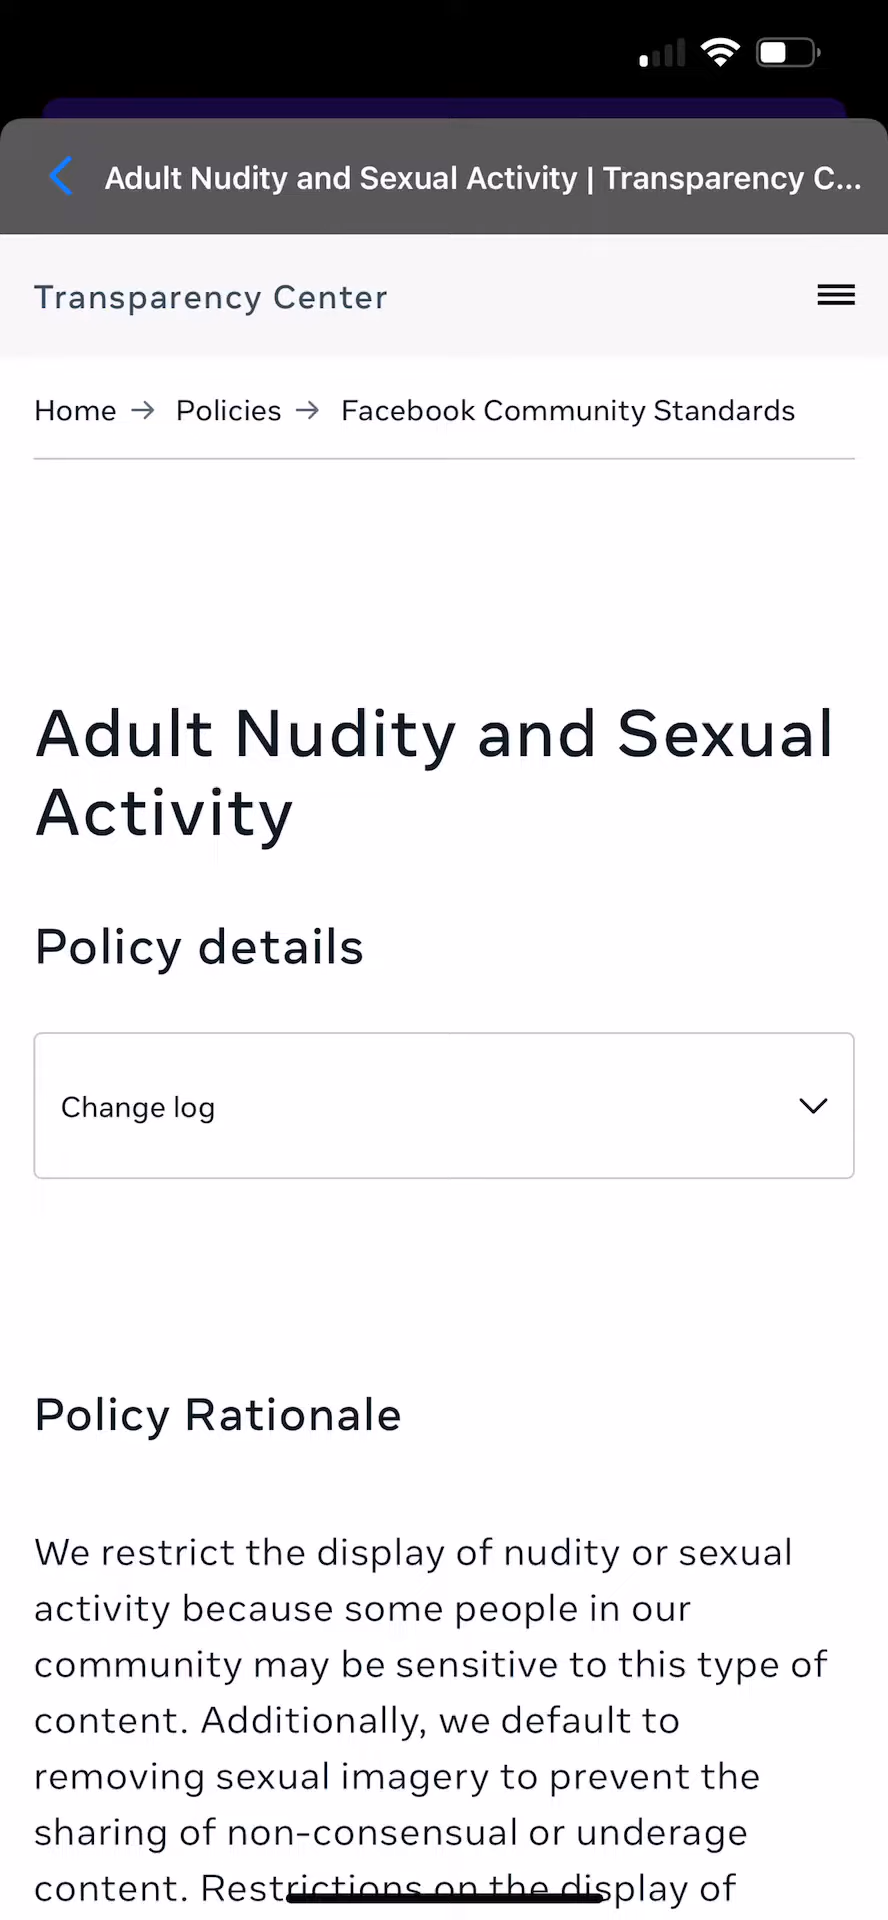 Adult Nudity and Sexual Activity | Transparency C...
Transparency Center
Home → Policies → Facebook Community Standards
Adult Nudity and Sexual
Activity
Policy details
Change log
Policy Rationale
We restrict the display of nudity or sexual
activity because some people in our
community may be sensitive to this type of
content. Additionally, we default to
removing sexual imagery to prevent the
sharing of non-consensual or underage
content. Restrictions on the display of